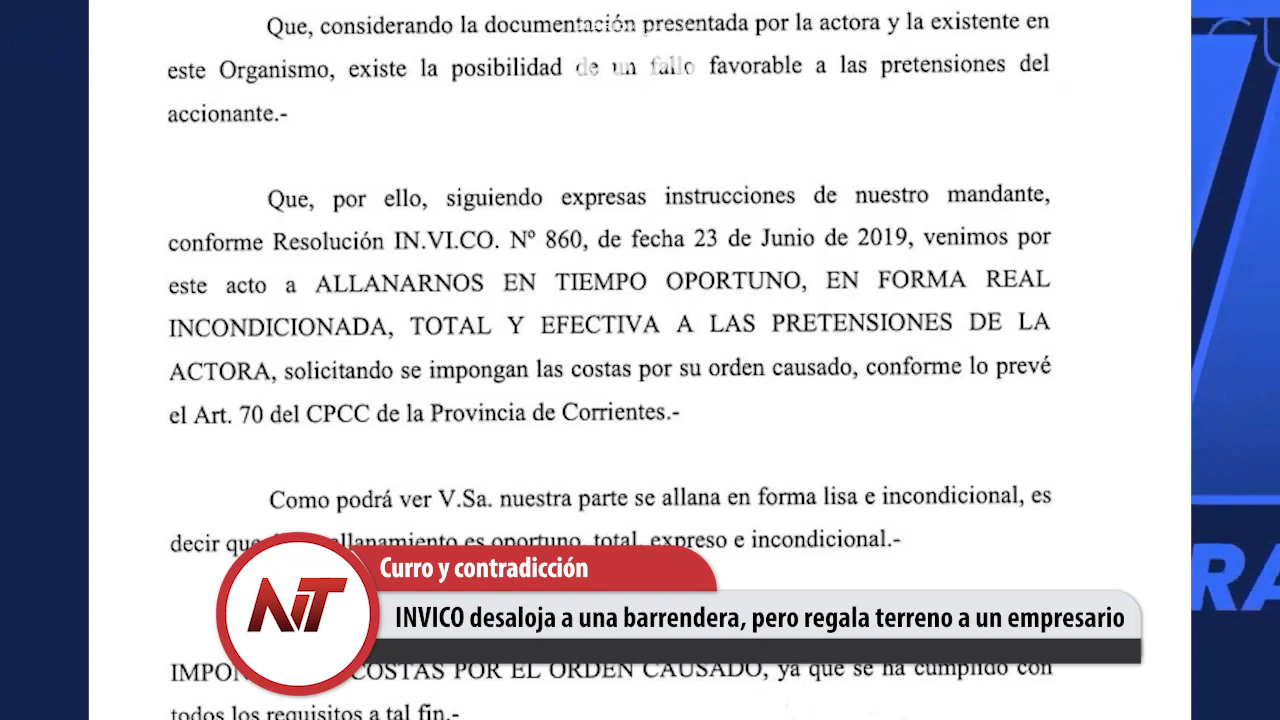 Que, considerando la documentación presentada por la actora y la existente en
este Organismo, existe la posibilidad de un fallo favorable a las pretensiones del
accionante.-
Que, por ello, siguiendo expresas instrucciones de nuestro mandante,
conforme Resolución IN.VI.CO. Nº 860, de fecha 23 de Junio de 2019, venimos por
este acto a ALLANARNOS EN TIEMPO OPORTUNO, EN FORMA REAL
INCONDICIONADA, TOTAL Y EFECTIVA A LAS PRETENSIONES DE LA
ACTORA, solicitando se impongan las costas por su orden causado, conforme lo prevé
el Art. 70 del CPCC de la Provincia de Corrientes.-
Como podrá ver V.Sa. nuestra parte se allana en forma lisa e incondicional, es
decir que allanamiento es oportuno, total, expreso e incondicional.-
NiT
Curro y contradicción
INVICO desaloja a una barrendera, pero regala terreno a un empresario
COSTAS POR EL ORDEN CAUSADO, ya que se ha cumplido con
todos los requisitos a tal fin.-
RA